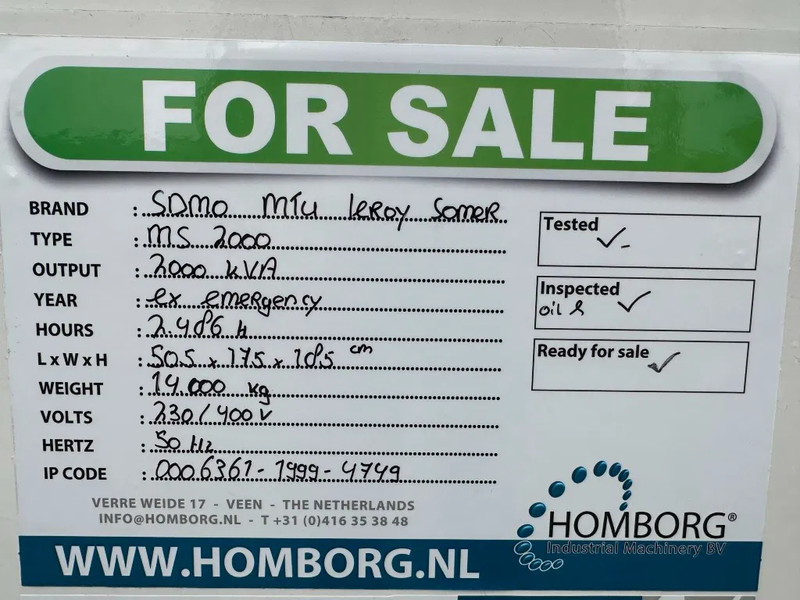 FOR SALE
BRAND : SDMO MTU leroy somer
TYPE : MS 2000
OUTPUT : 2000 kVA
YEAR : ex emergency
HOURS : 2.486 h
L x W x H : 505 x 175 x 185 cm
WEIGHT : 14.000 kg
VOLTS : 230/400 V
HERTZ : 50 Hz
IP CODE : 0006361-1999-4749
Tested ✓
Inspected ✓
oil &
Ready for sale ✓
VERRE WEIDE 17 - VEEN - THE NETHERLANDS
INFO@HOMBORG.NL - T +31 (0)416 35 38 48
HOMBORG®
Industrial Machinery BV
WWW.HOMBORG.NL